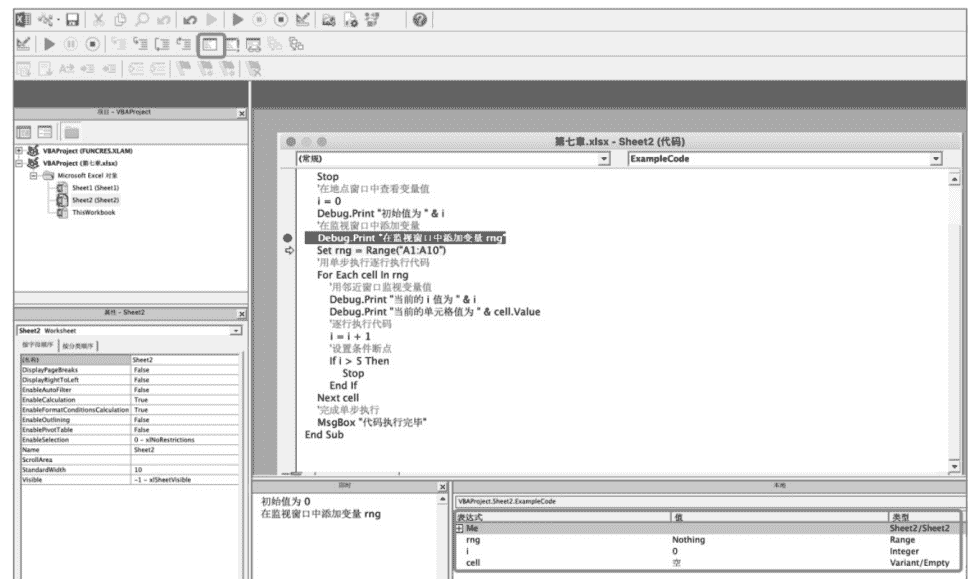 项目 - VBAProject
VBAProject (FUNCRES.XLAM)
VBAProject (第七章.xlsx)
Microsoft Excel 对象
Sheet1 (Sheet1)
Sheet2 (Sheet2)
ThisWorkbook
属性 - Sheet2
Sheet2 Worksheet
按字母顺序 按分类顺序
(名称) Sheet2
DisplayPageBreaks False
DisplayRightToLeft False
EnableAutoFilter False
EnableCalculation True
EnableFormatConditionsCalculation True
EnableOutlining False
EnablePivotTable False
EnableSelection 0 - xlNoRestrictions
Name Sheet2
ScrollArea
StandardWidth 10
Visible -1 - xlSheetVisible
第七章.xlsx - Sheet2 (代码)
(常规) ExampleCode
Stop
'在地点窗口中查看变量值
i = 0
Debug.Print "初始值为 " & i
'在监视窗口中添加变量
Debug.Print "在监视窗口中添加变量 rng"
Set rng = Range("A1:A10")
'用单步执行逐行执行代码
For Each cell In rng
'用邻近窗口监视变量值
Debug.Print "当前的 i 值为 " & i
Debug.Print "当前的单元格值为 " & cell.Value
'逐行执行代码
i = i + 1
'设置条件断点
If i > 5 Then
Stop
End If
Next cell
'完成单步执行
MsgBox "代码执行完毕"
End Sub
初始值为 0
在监视窗口中添加变量 rng
本地
VBAProject.Sheet2.ExampleCode
表达式 值 类型
Me Sheet2/Sheet2
rng Nothing Range
i 0 Integer
cell 空 Variant/Empty